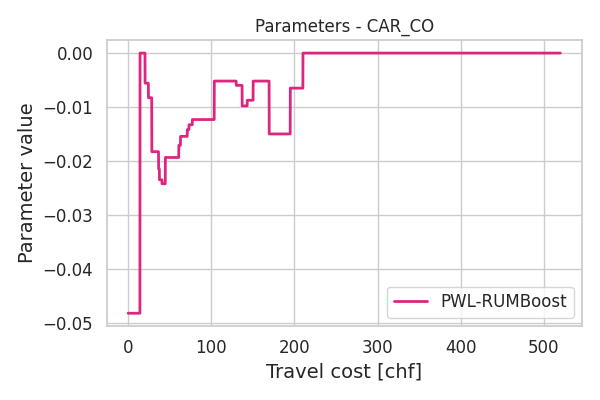 Parameters - CAR_CO
0.00
−0.01
−0.02
−0.03
−0.04
−0.05
Parameter value
PWL-RUMBoost
0 100 200 300 400 500
Travel cost [chf]